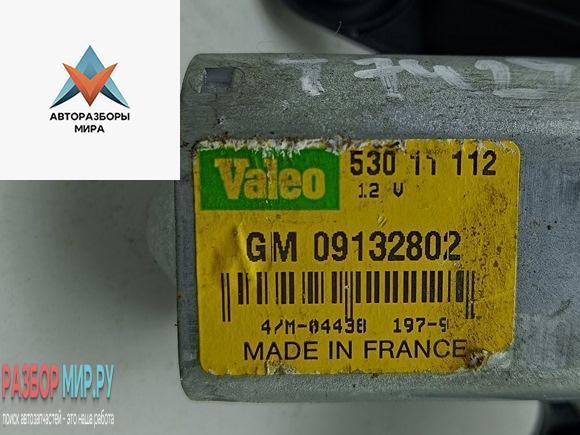 АВТОРАЗБОРЫ
МИРА
Valeo 530 11 112
12 V
GM 09132802
4/M-04438 197-9
MADE IN FRANCE
РАЗБОР МИР.РУ
поиск автозапчастей - это наша работа